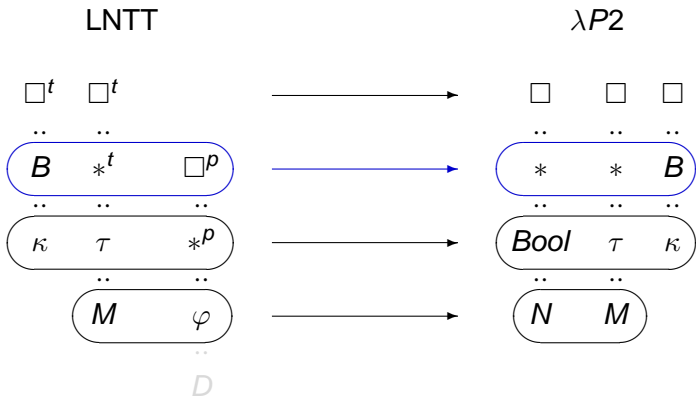 LNTT λP2
□ᵗ □ᵗ □ □ □
.. .. .. .. ..
B *ᵗ □ᵖ * * B
.. .. .. .. .. ..
κ τ *ᵖ Bool τ κ
.. .. .. ..
M φ N M
..
D